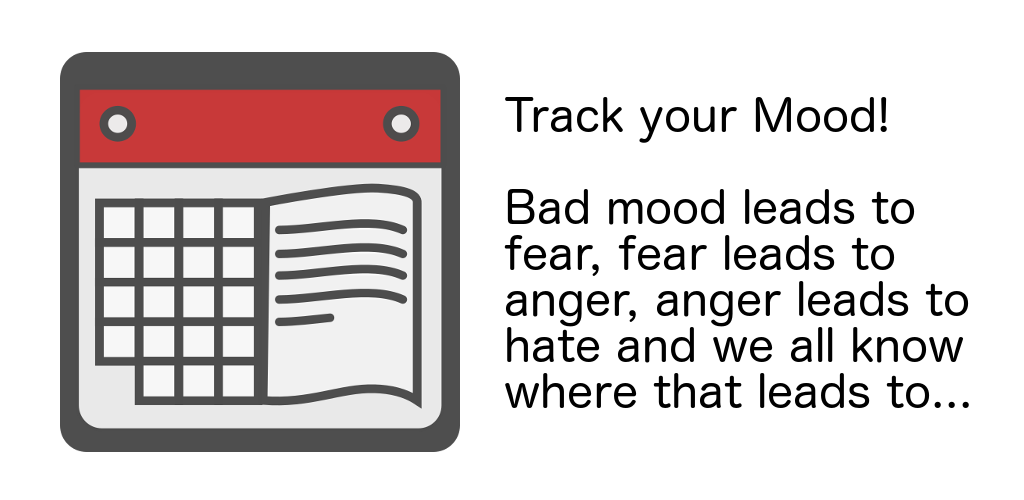 Track your Mood!
Bad mood leads to
fear, fear leads to
anger, anger leads to
hate and we all know
where that leads to...